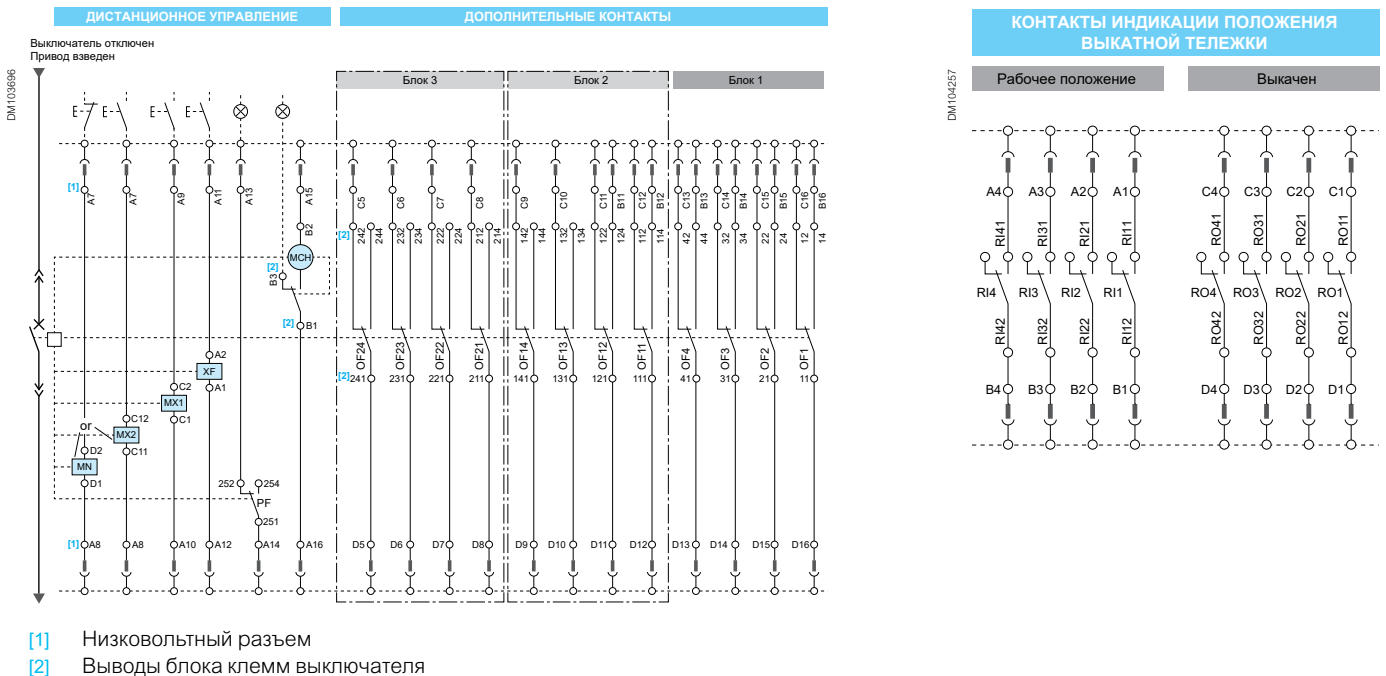 ДИСТАНЦИОННОЕ УПРАВЛЕНИЕ
ДОПОЛНИТЕЛЬНЫЕ КОНТАКТЫ
Выключатель отключен
Привод взведен
DM103696
Блок 3 Блок 2 Блок 1
E E E E
[1] A7 A7 A9 A11 A13 A15 C5 C6 C7 C8 C9 C10 C11 B11 C12 B12 C13 B13 C14 B14 C15 B15 C16 B16
B2 [2] 242 244 232 234 222 224 212 214 142 144 132 134 122 124 112 114 42 44 32 34 22 24 12 14
MCH
[2]
B3
[2] B1
OF24 OF23 OF22 OF21 OF14 OF13 OF12 OF11 OF4 OF3 OF2 OF1
A2
XF
[2] 241 231 221 211 141 131 121 111 41 31 21 11
C2 A1
MX1
C12 C1
or MX2
D2 C11
MN
D1 252 254
PF
251
[1] A8 A8 A10 A12 A14 A16 D5 D6 D7 D8 D9 D10 D11 D12 D13 D14 D15 D16
[1] Низковольтный разъем
[2] Выводы блока клемм выключателя
КОНТАКТЫ ИНДИКАЦИИ ПОЛОЖЕНИЯ
ВЫКАТНОЙ ТЕЛЕЖКИ
DM104257
Рабочее положение Выкачен
A4 A3 A2 A1 C4 C3 C2 C1
RI41 RI31 RI21 RI11 RO41 RO31 RO21 RO11
RI4 RI3 RI2 RI1 RO4 RO3 RO2 RO1
RI42 RI32 RI22 RI12 RO42 RO32 RO22 RO12
B4 B3 B2 B1 D4 D3 D2 D1